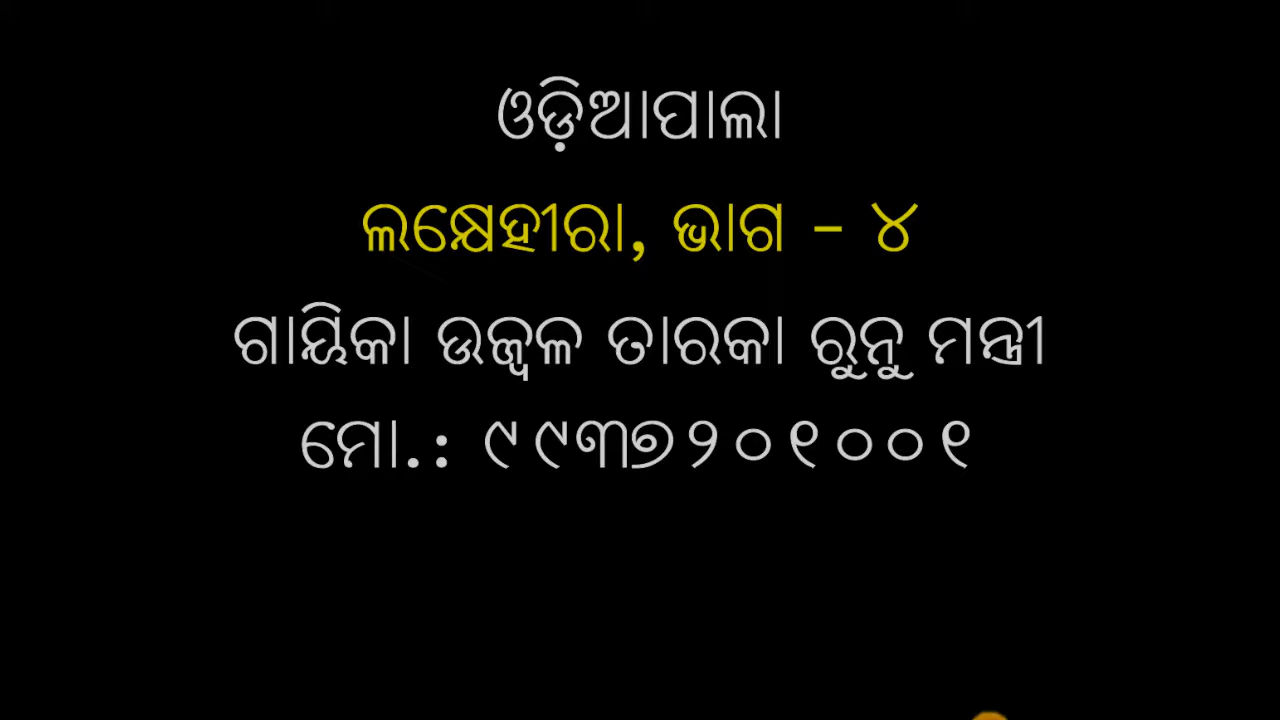 ଓଡ଼ିଆପାଲା
ଲକ୍ଷେହୀରା, ଭାଗ - ୪
ଗାୟିକା ଉଜ୍ଜ୍ୱଳ ତାରକା ରୁନୁ ମନ୍ତ୍ରୀ
ମୋ.: ୯୯୩୭୨୦୧୦୦୧